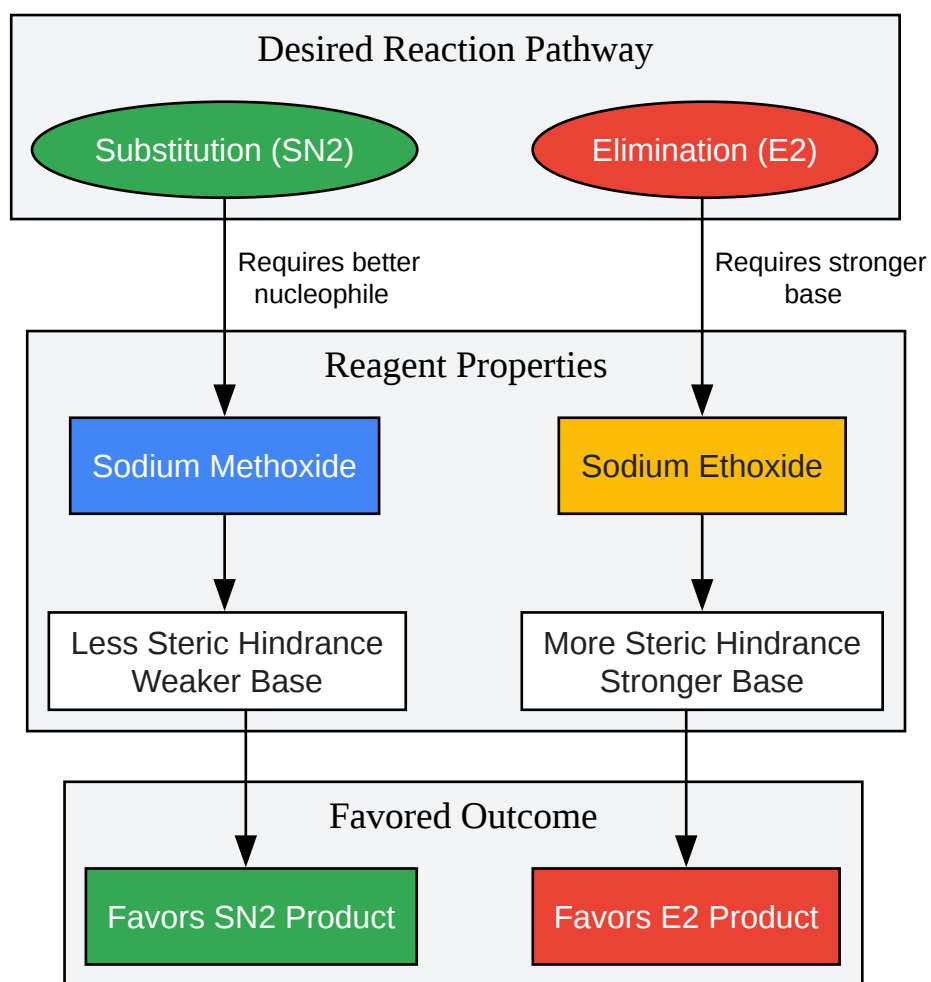 Desired Reaction Pathway
Substitution (SN2)
Elimination (E2)
Requires better
nucleophile
Requires stronger
base
Reagent Properties
Sodium Methoxide
Sodium Ethoxide
Less Steric Hindrance
Weaker Base
More Steric Hindrance
Stronger Base
Favored Outcome
Favors SN2 Product
Favors E2 Product